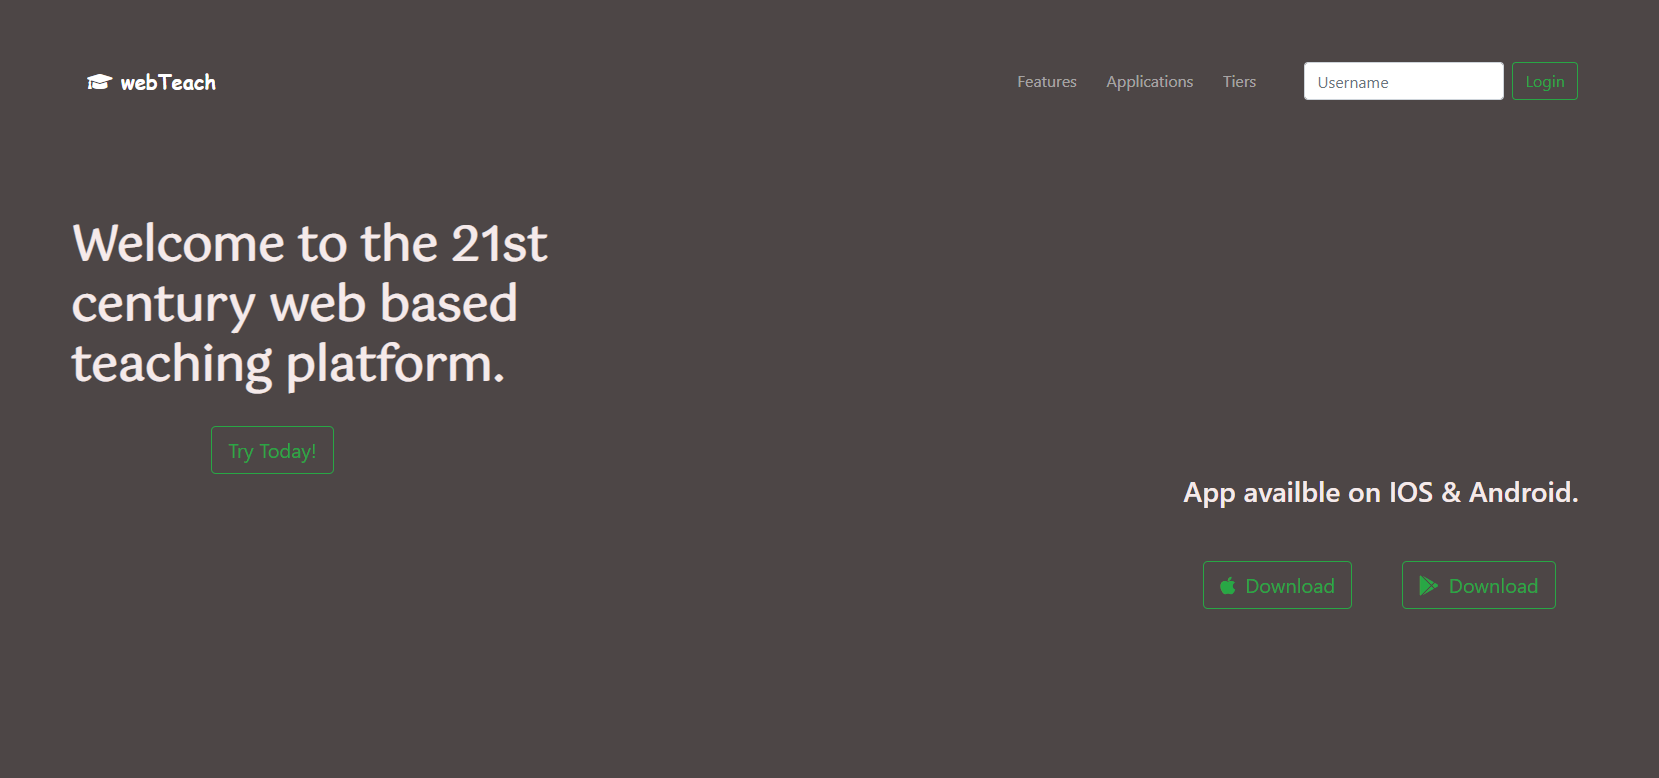 webTeach
Features Applications Tiers Username Login
Welcome to the 21st
century web based
teaching platform.
Try Today!
App availble on IOS & Android.
Download Download